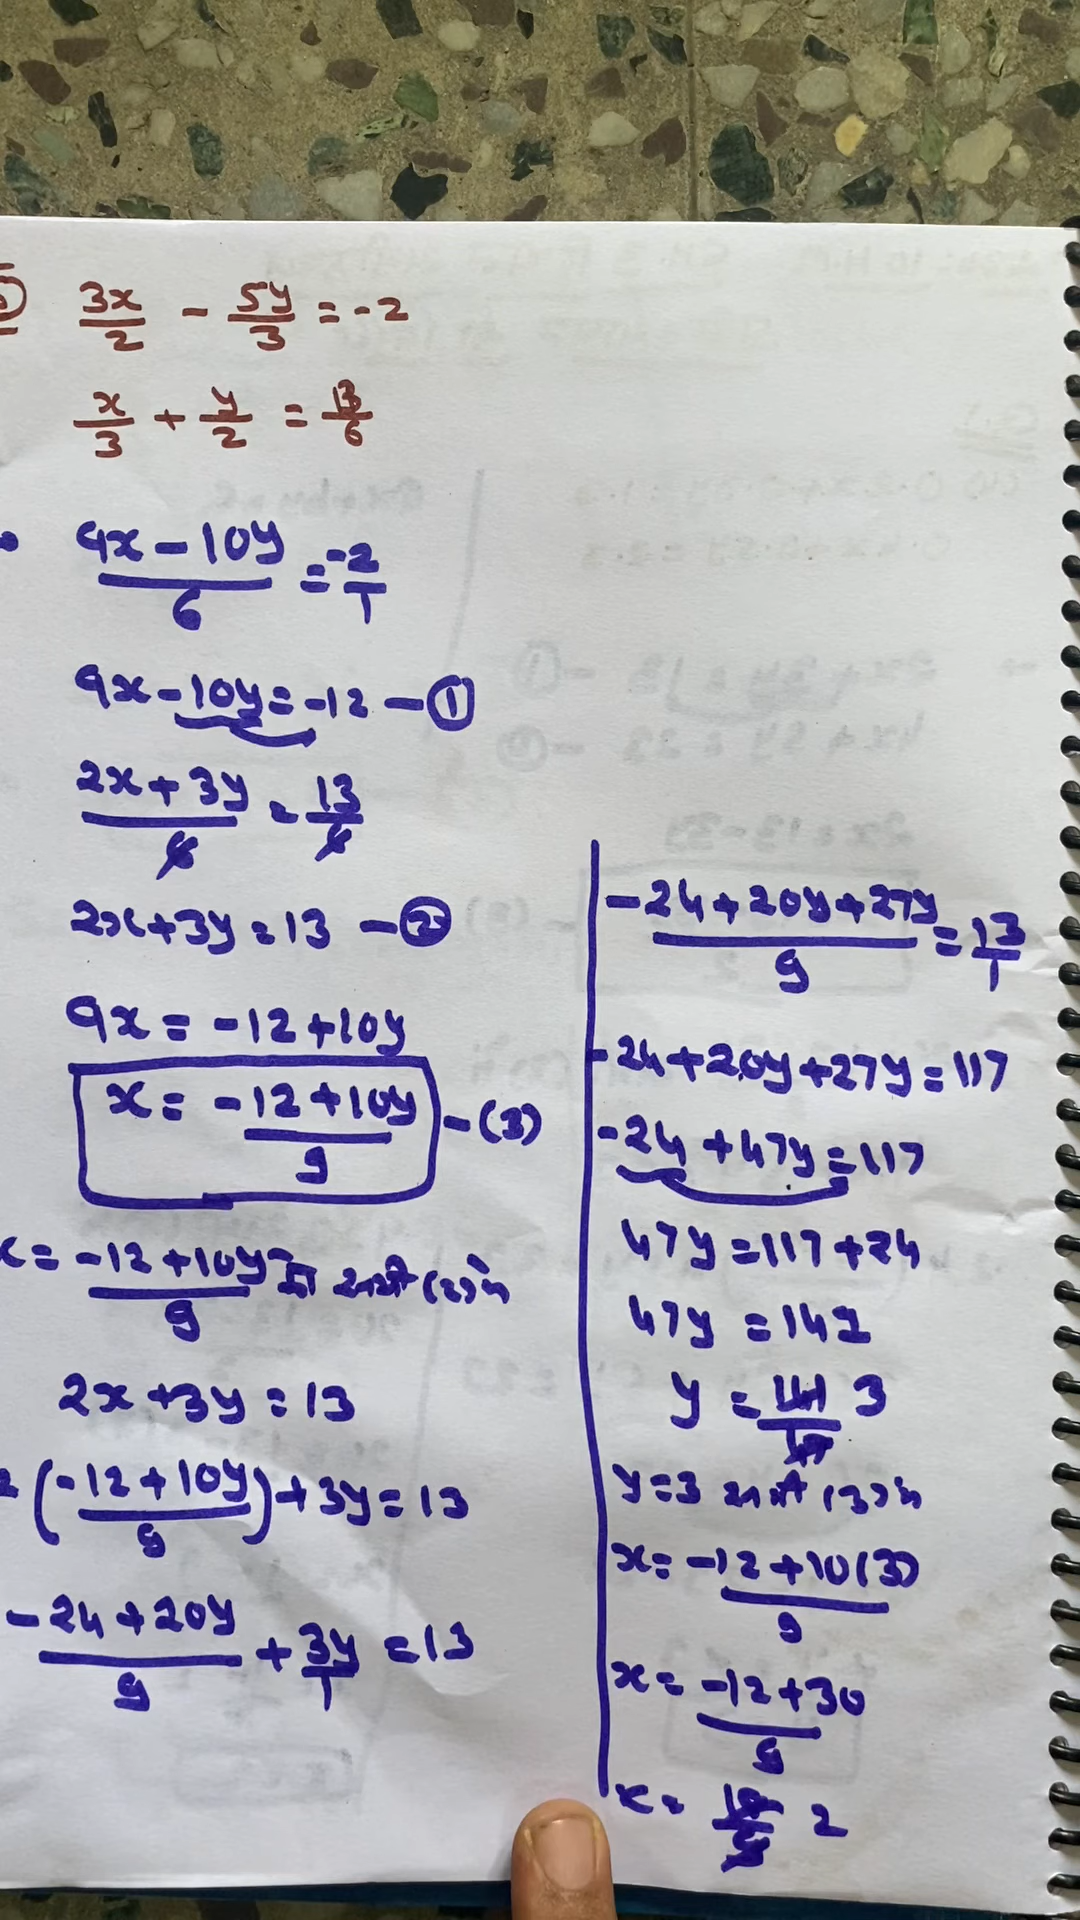 3x/2 - 5y/3 = -2
x/3 + y/2 = 13/6
9x - 10y/6 = -2/1
9x - 10y = -12 - ①
2x + 3y/6 = 13/6
2x + 3y = 13 - ②
9x = -12 + 10y
x = -12 + 10y/9 - (3)
x = -12 + 10y/9
2x + 3y = 13
2(-12 + 10y/9) + 3y = 13
-24 + 20y/9 + 3y/1 = 13
-24 + 20y + 27y/9 = 13/1
-24 + 20y + 27y = 117
-24 + 47y = 117
47y = 117 + 24
47y = 141
y = 141/47 3
y = 3 (3)
x = -12 + 10(3)/9
x = -12 + 30/9
x = 18/9 2